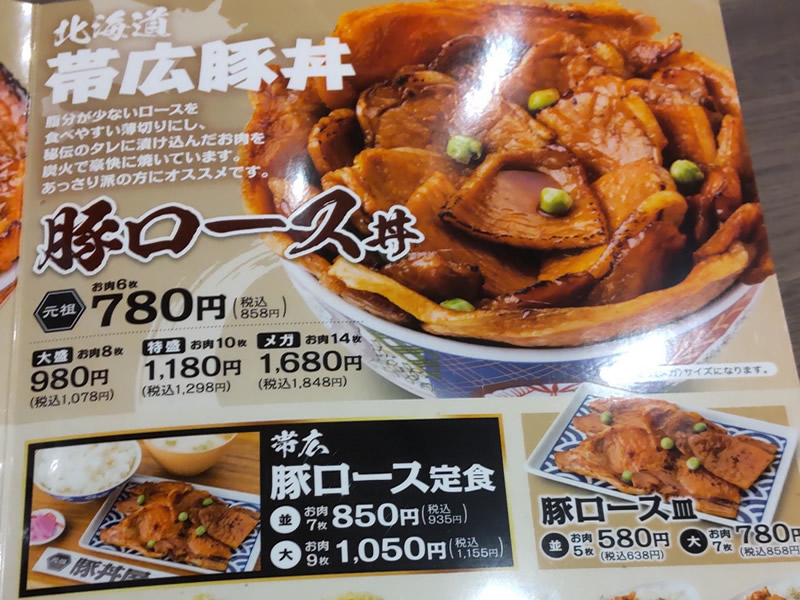 北海道
帯広豚丼
脂分が少ないロースを
食べやすい薄切りにし、
秘伝のタレに漬け込んだお肉を
炭火で豪快に焼いています。
あっさり派の方にオススメです。
豚ロース丼
元祖 お肉6枚 780円(税込858円)
大盛 お肉8枚
980円
(税込1,078円)
特盛 お肉10枚
1,180円
(税込1,298円)
メガ お肉14枚
1,680円
(税込1,848円)
サイズになります。
帯広
豚ロース定食
並 お肉7枚 850円(税込935円)
大 お肉9枚 1,050円(税込1,155円)
元祖 豚丼屋
豚ロース皿
並 お肉5枚 580円(税込638円)
大 お肉7枚 780円(税込858円